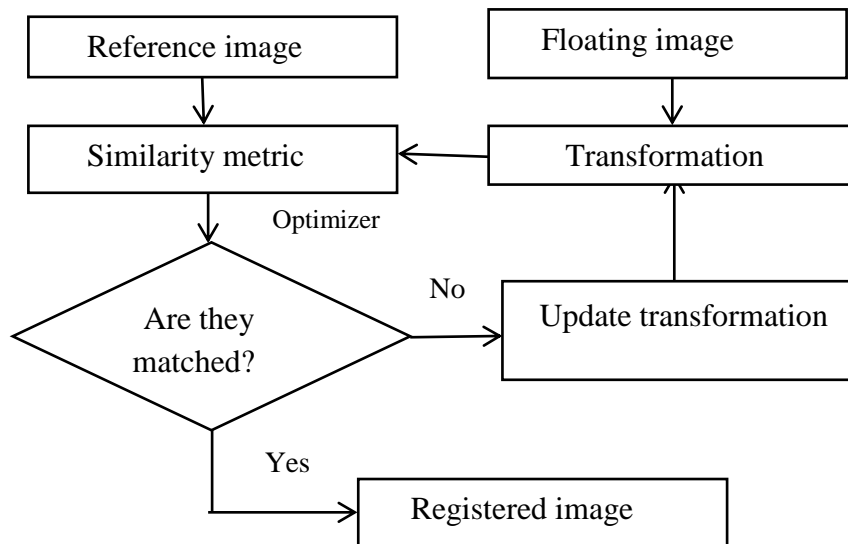 Reference image
Floating image
Similarity metric
Transformation
Optimizer
Are they
matched?
No
Update transformation
Yes
Registered image